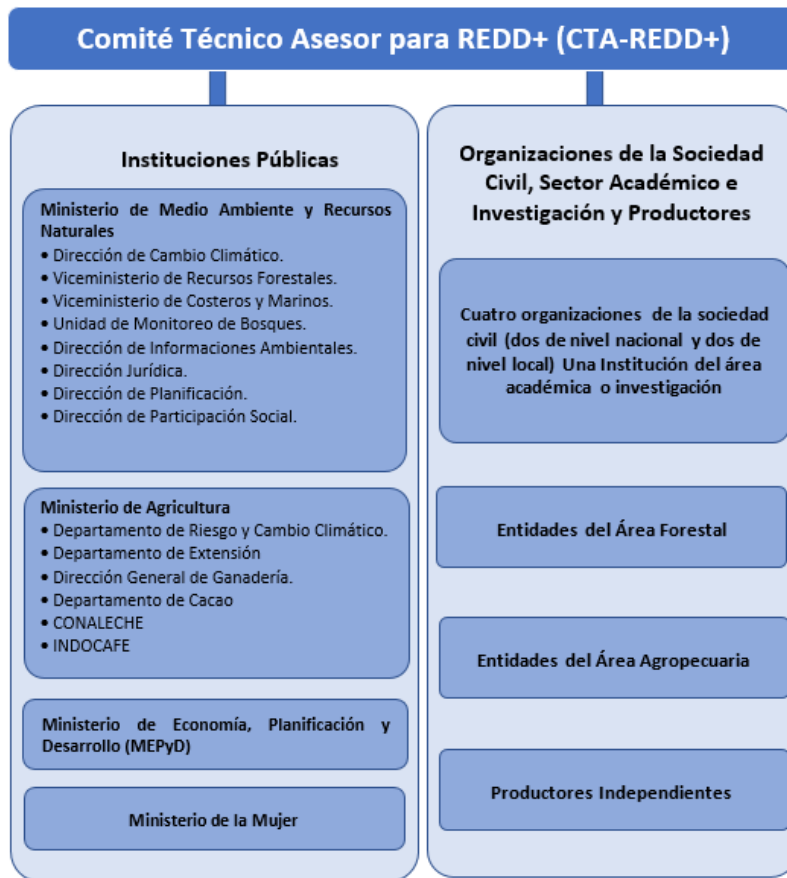 Comité Técnico Asesor para REDD+ (CTA-REDD+)
Instituciones Públicas
Ministerio de Medio Ambiente y Recursos
Naturales
• Dirección de Cambio Climático.
• Viceministerio de Recursos Forestales.
• Viceministerio de Costeros y Marinos.
• Unidad de Monitoreo de Bosques.
• Dirección de Informaciones Ambientales.
• Dirección Jurídica.
• Dirección de Planificación.
• Dirección de Participación Social.
Ministerio de Agricultura
• Departamento de Riesgo y Cambio Climático.
• Departamento de Extensión
• Dirección General de Ganadería.
• Departamento de Cacao
• CONALECHE
• INDOCAFE
Ministerio de Economía, Planificación y
Desarrollo (MEPyD)
Ministerio de la Mujer
Organizaciones de la Sociedad
Civil, Sector Académico e
Investigación y Productores
Cuatro organizaciones de la sociedad
civil (dos de nivel nacional y dos de
nivel local) Una Institución del área
académica o investigación
Entidades del Área Forestal
Entidades del Área Agropecuaria
Productores Independientes